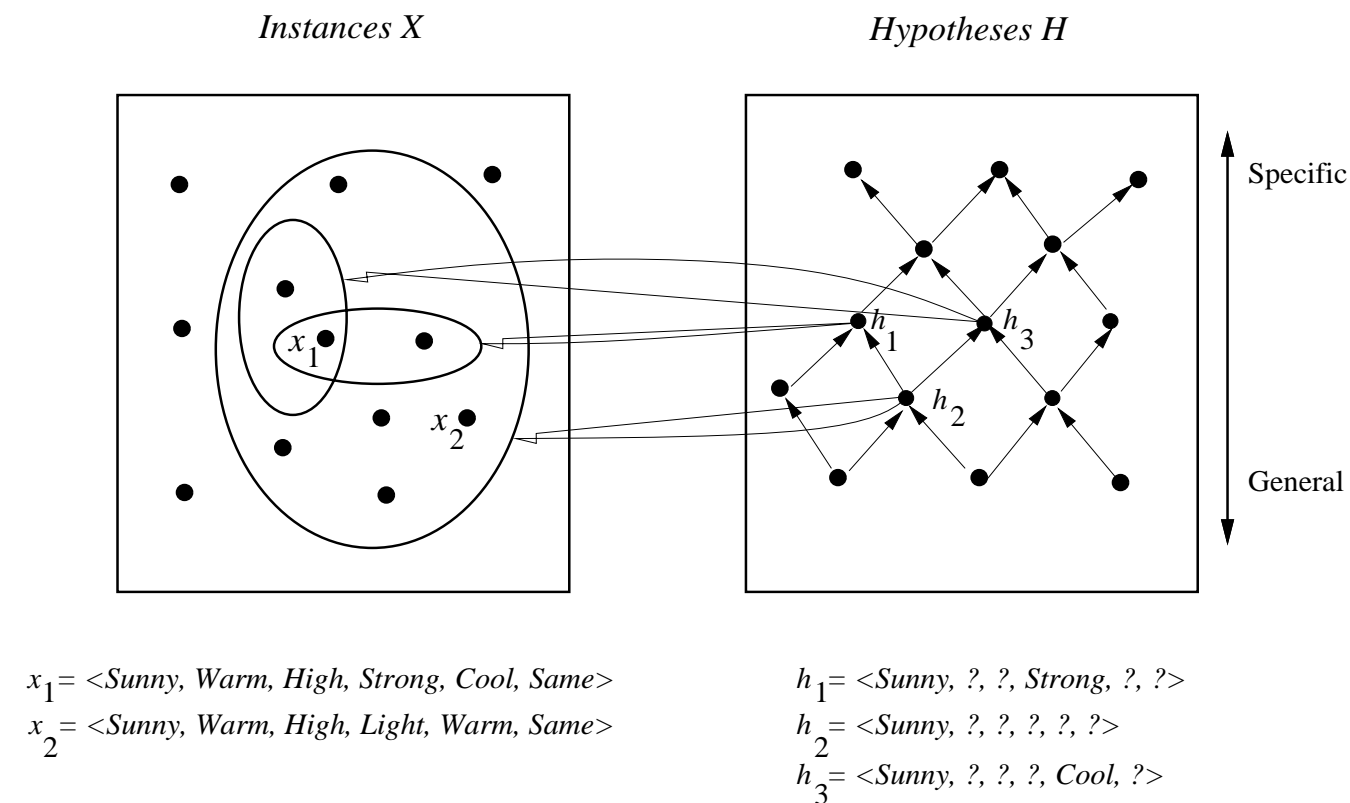 Instances X
Hypotheses H
Specific
h1
h3
x1
h2
x2
General
x1= <Sunny, Warm, High, Strong, Cool, Same>
x2= <Sunny, Warm, High, Light, Warm, Same>
h1= <Sunny, ?, ?, Strong, ?, ?>
h2= <Sunny, ?, ?, ?, ?, ?>
h3= <Sunny, ?, ?, ?, Cool, ?>